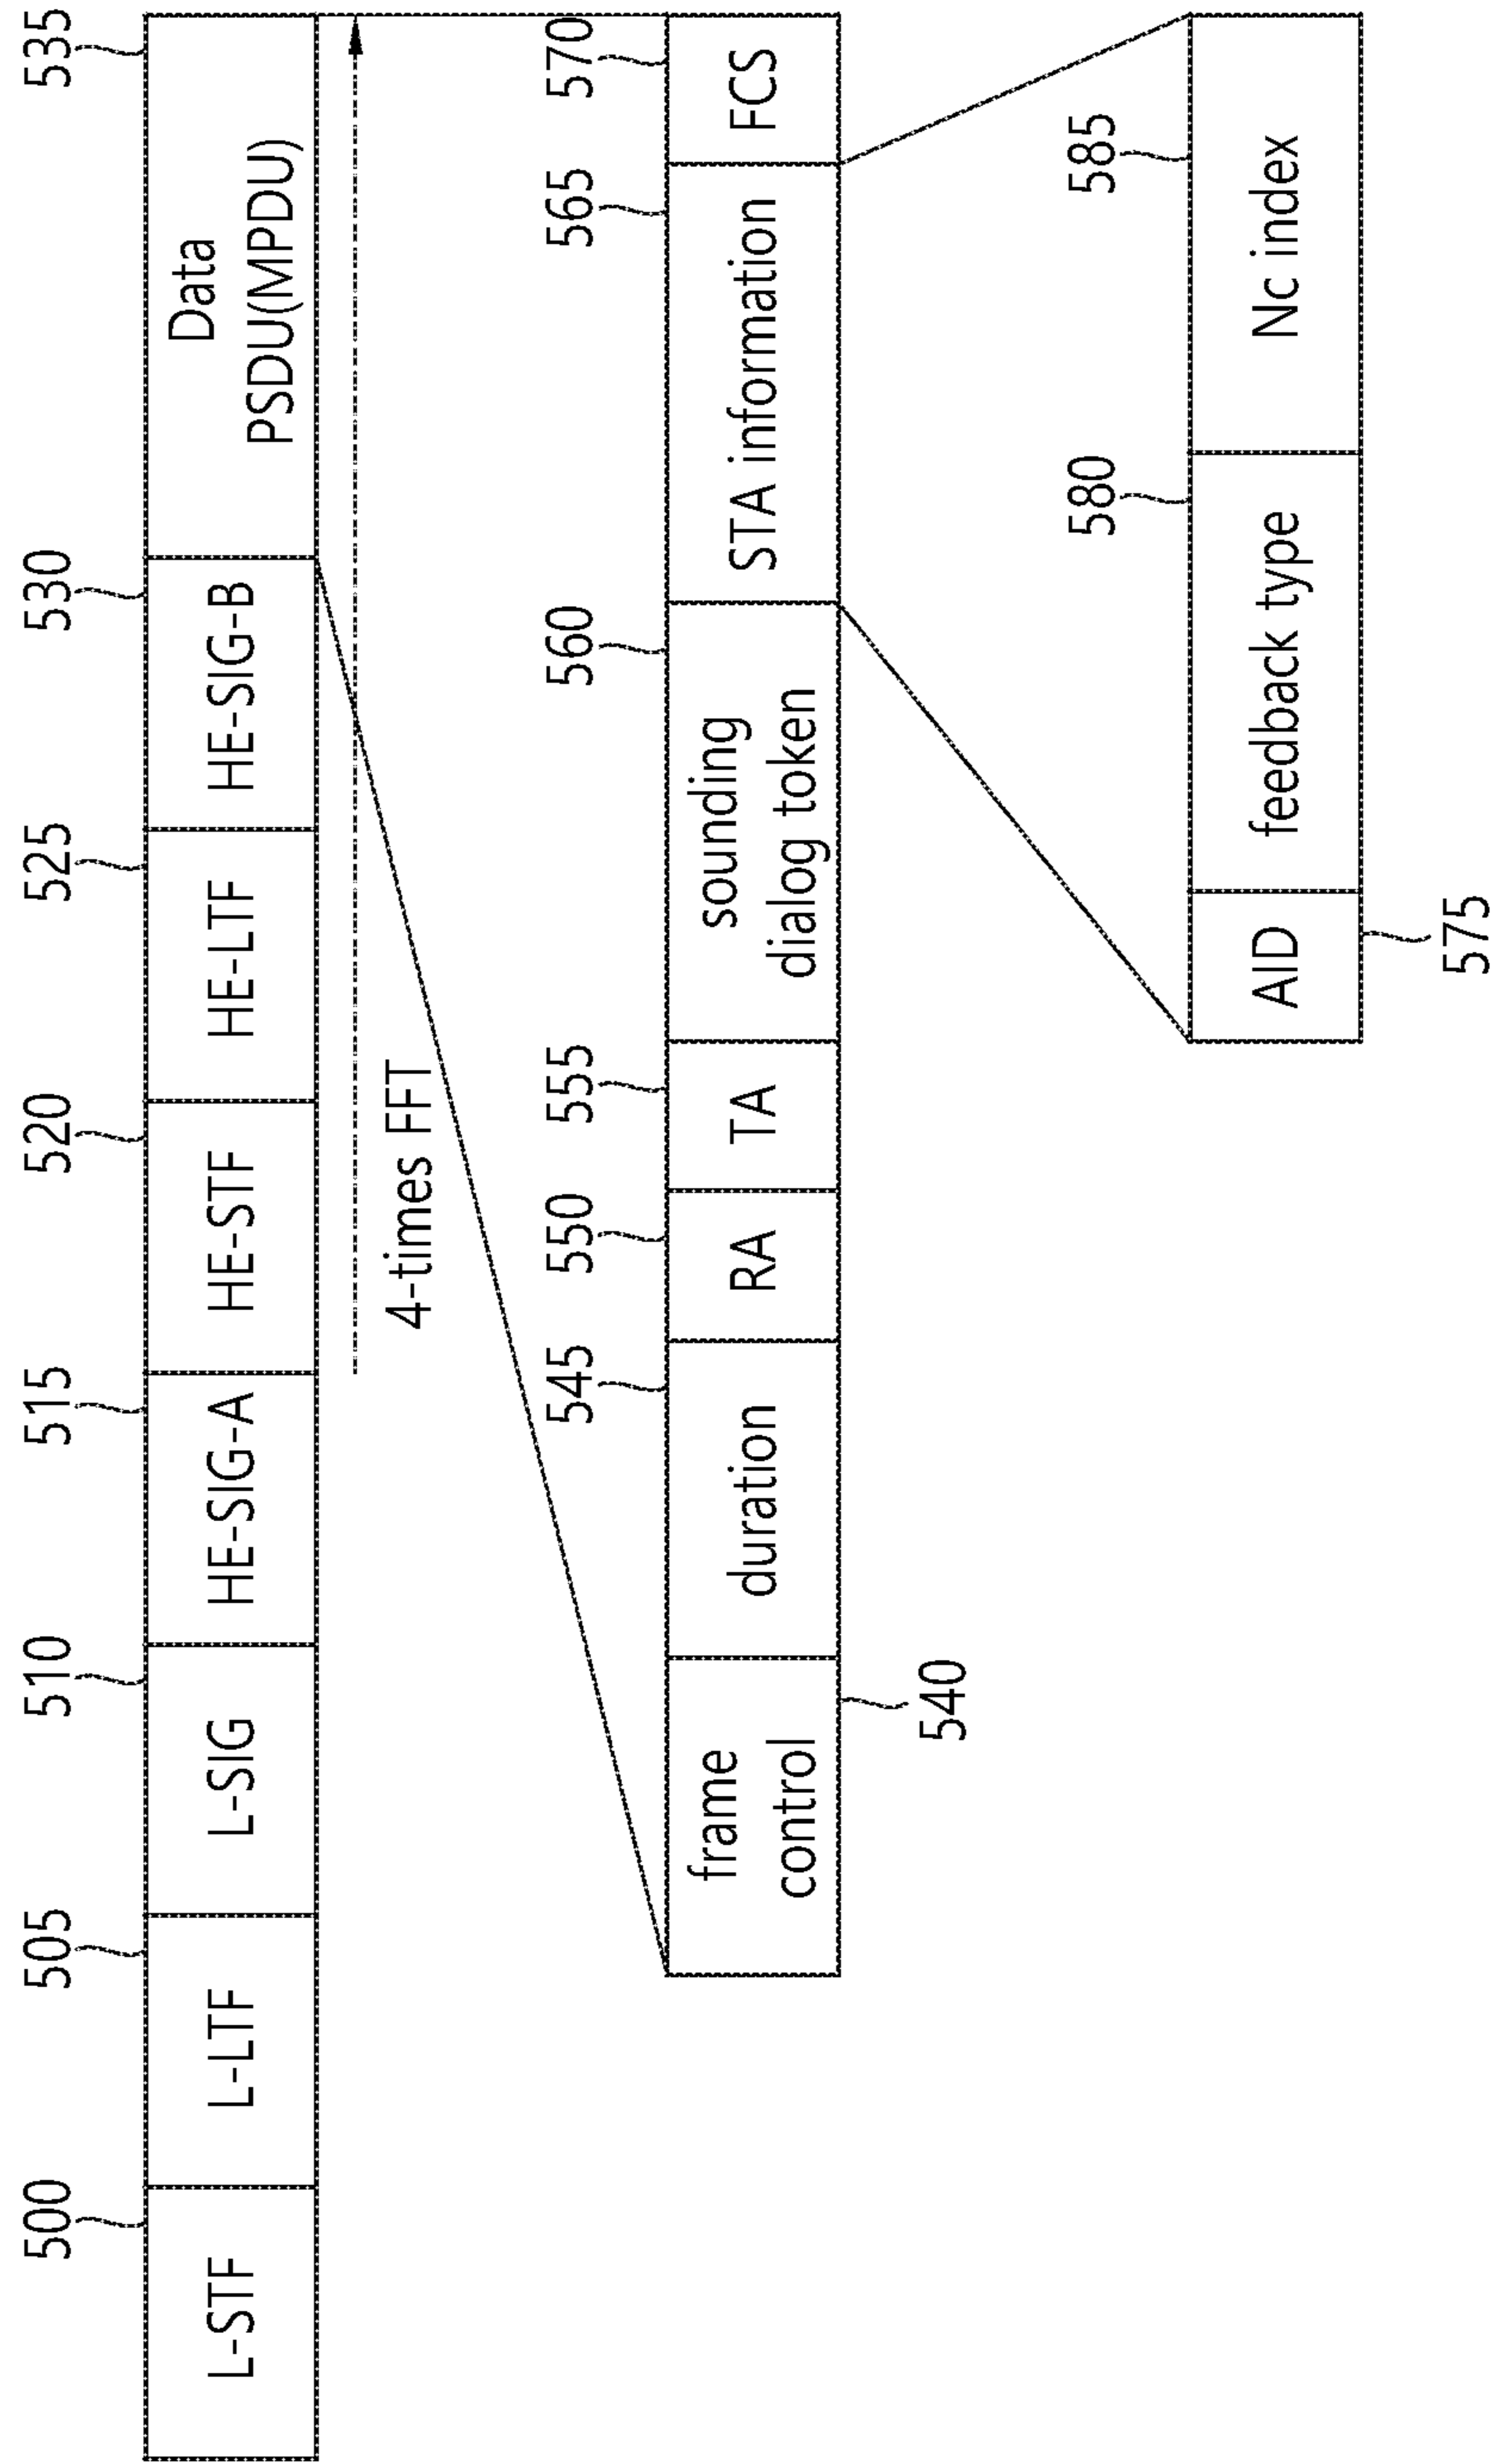 500
505
510
515
520
525
530
535
L-STF
L-LTF
L-SIG
HE-SIG-A
HE-STF
HE-LTF
HE-SIG-B
Data
PSDU(MPDU)
4-times FFT
545
550
555
560
565
570
frame
control
duration
RA
TA
sounding
dialog token
STA information
FCS
540
580
585
AID
feedback type
Nc index
575